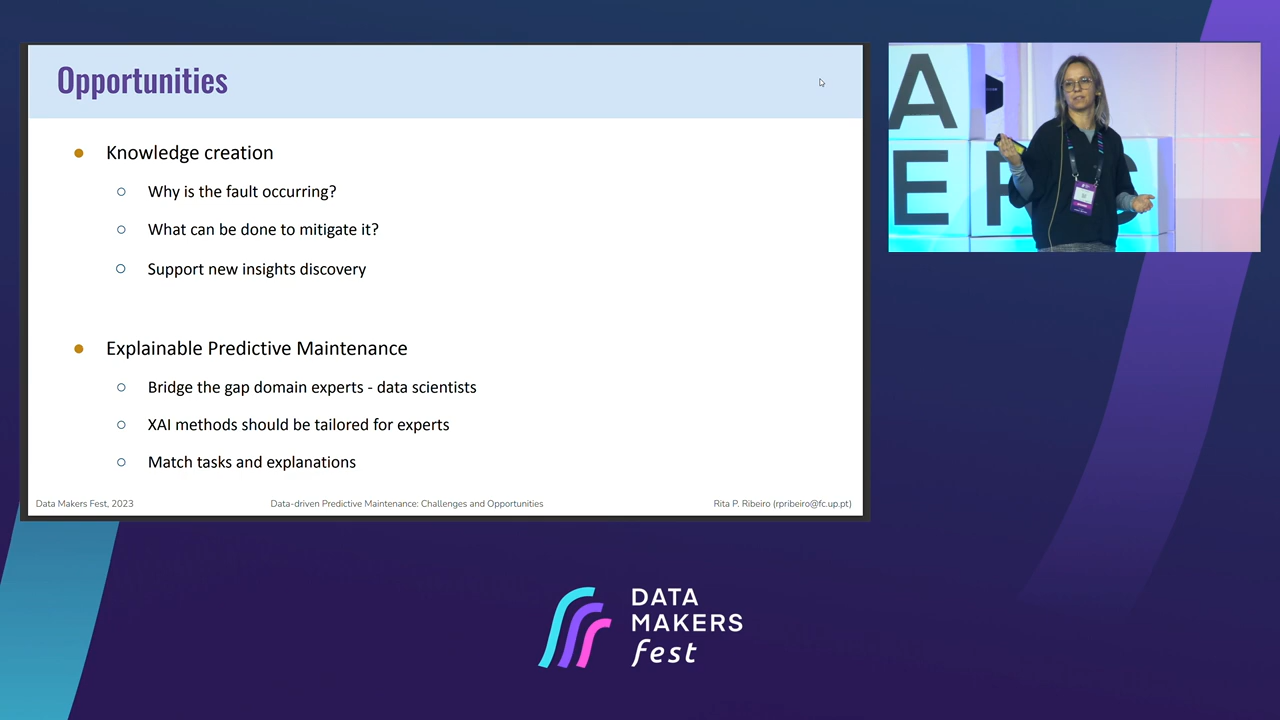 Opportunities
Knowledge creation
Why is the fault occurring?
What can be done to mitigate it?
Support new insights discovery
Explainable Predictive Maintenance
Bridge the gap domain experts - data scientists
XAI methods should be tailored for experts
Match tasks and explanations
Data Makers Fest, 2023
Data-driven Predictive Maintenance: Challenges and Opportunities
Rita P. Ribeiro (rpribeiro@fc.up.pt)
A
E
DATA
MAKERS
fest